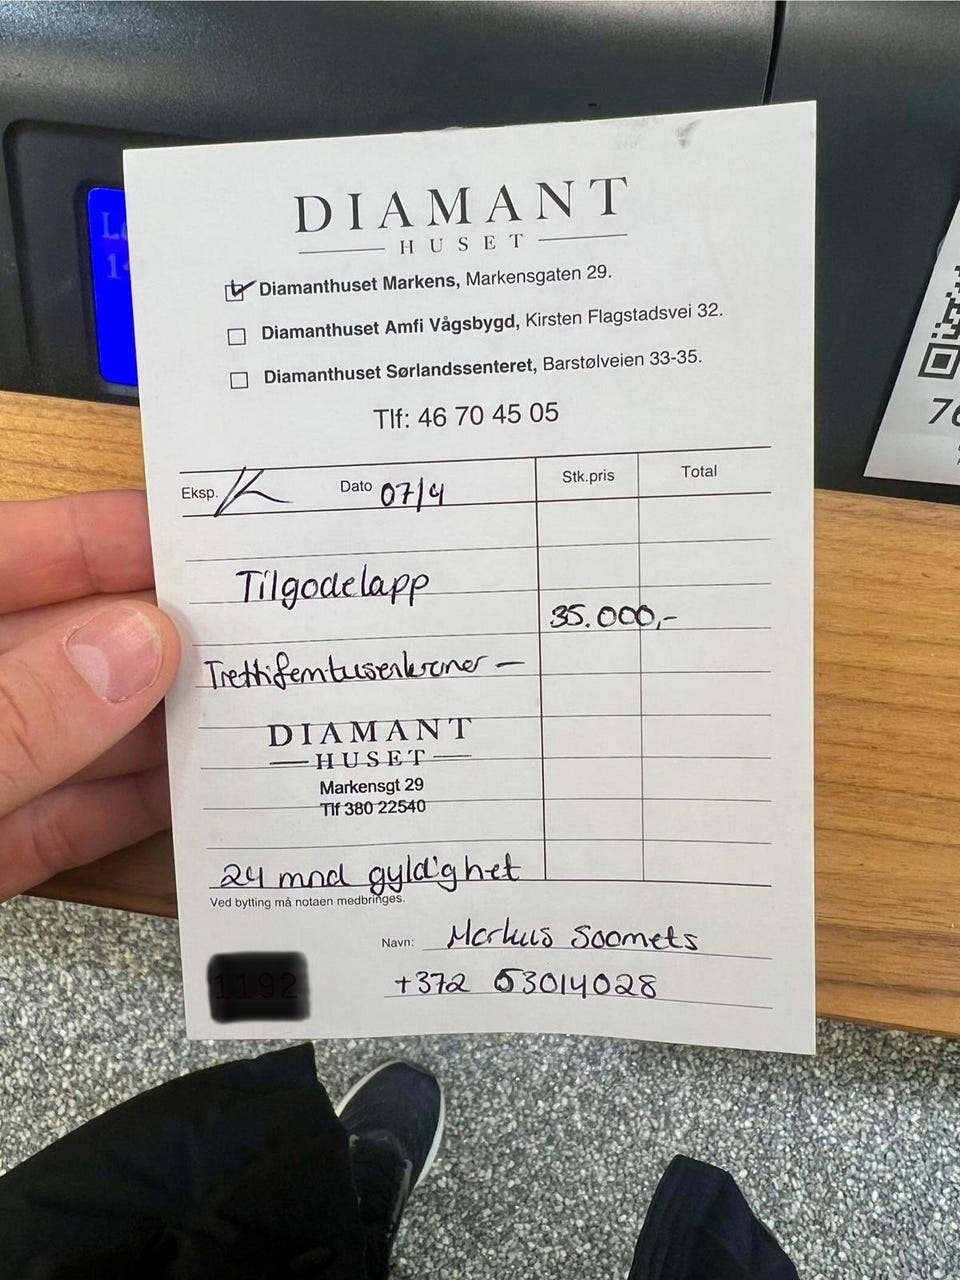 DIAMANT
HUSET
Diamanthuset Markens, Markensgaten 29.
Diamanthuset Amfi Vågsbygd, Kirsten Flagstadsvei 32.
Diamanthuset Sørlandssenteret, Barstølveien 33-35.
Tlf: 46 70 45 05
Eksp. Dato 07/4 Stk.pris Total
Tilgodelapp
35.000,-
Trettifemtusenkroner —
DIAMANT
HUSET
Markensgt 29
Tlf 380 22540
24 mnd gyldighet
Ved bytting må notaen medbringes.
Navn: Markus Soomets
+372 53014028